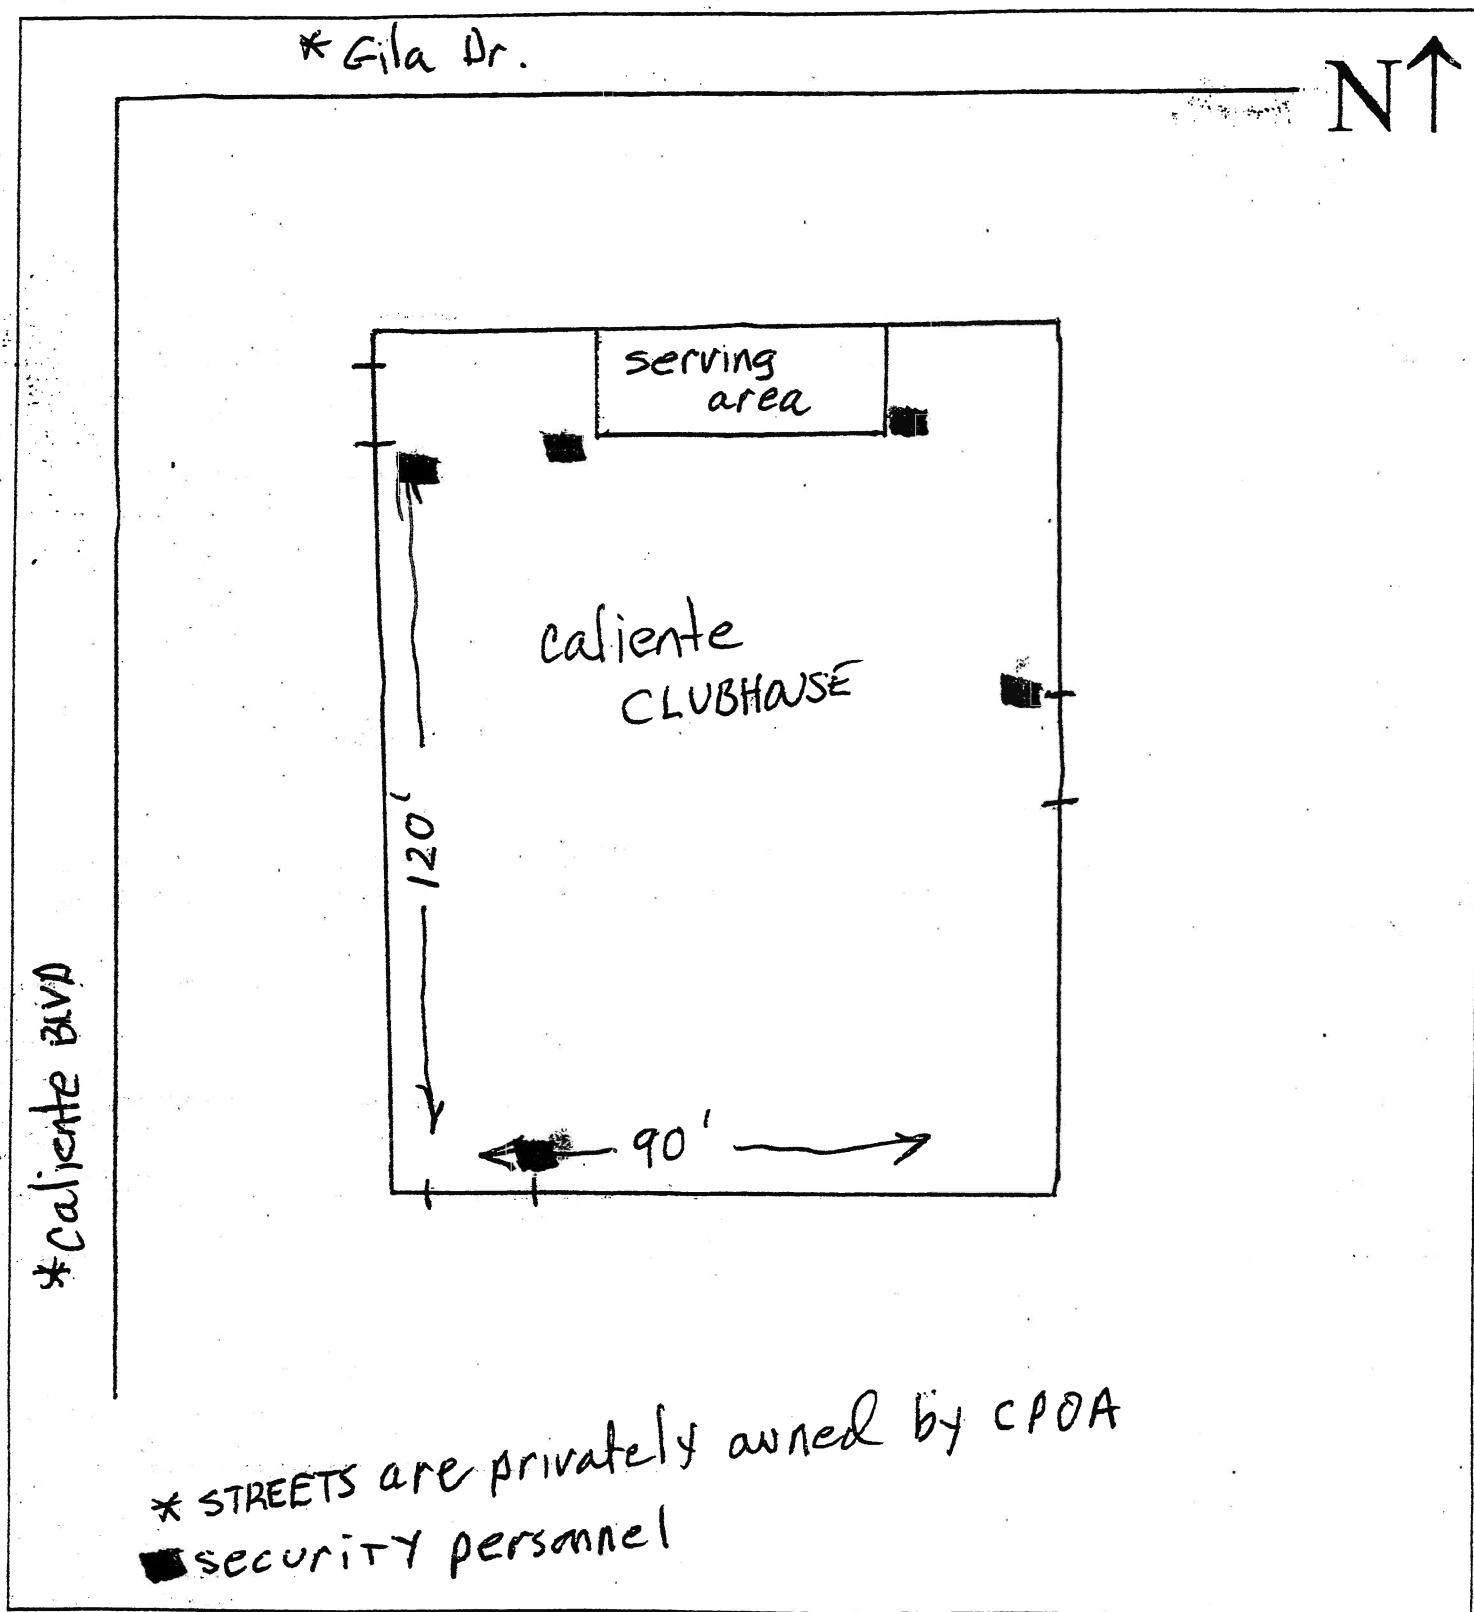 * Gila Dr.
N
serving
area
caliente
CLUBHOUSE
120'
90'
*Caliente BLVD
* STREETS are privately owned by CPOA
security personnel